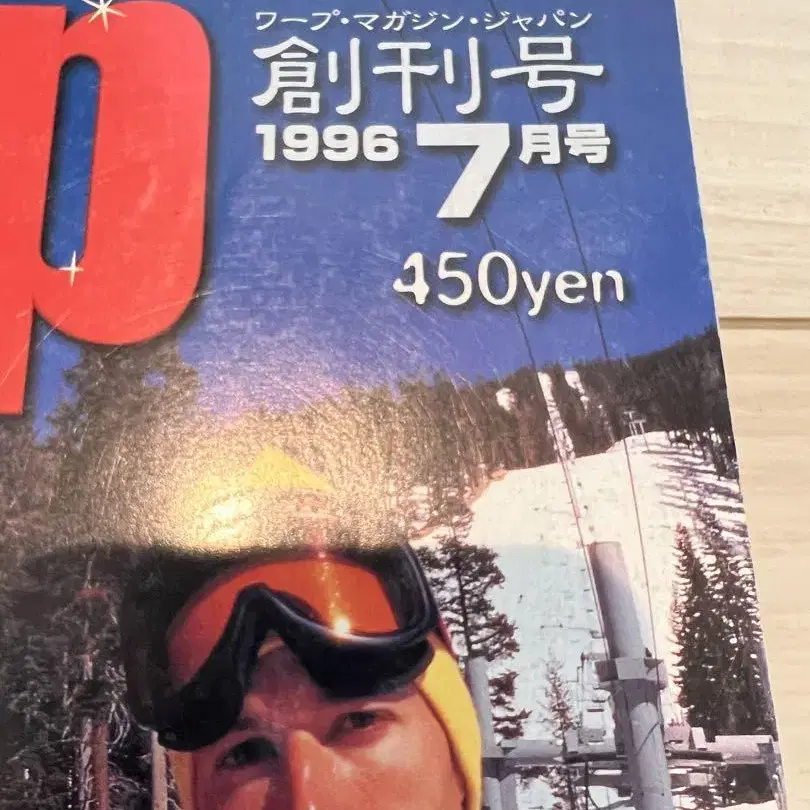 p
ワープ・マガジン・ジャパン
創刊号
1996 7月号
450yen